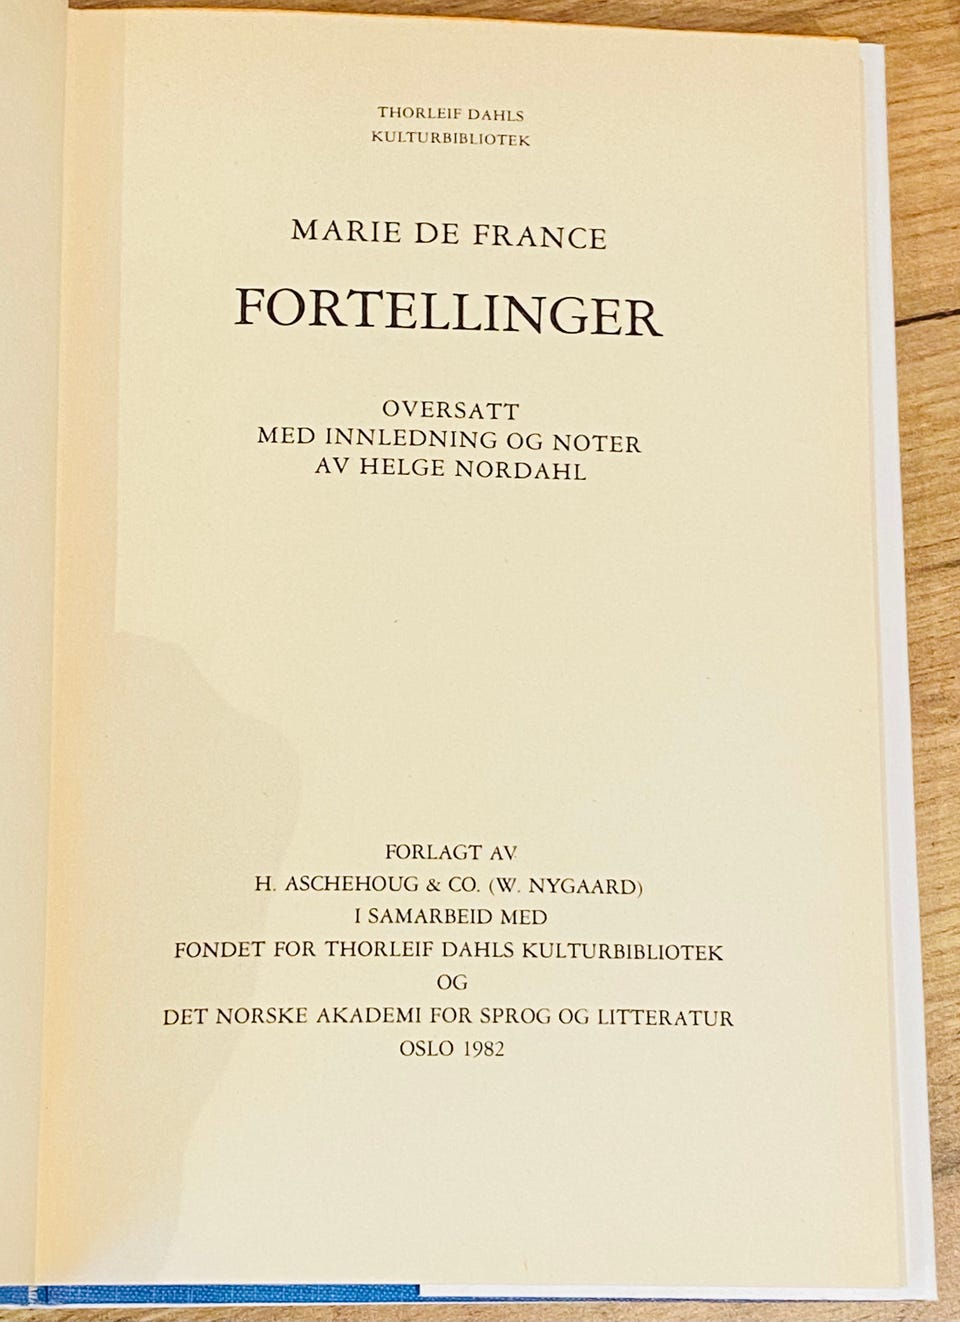 THORLEIF DAHLS
KULTURBIBLIOTEK
MARIE DE FRANCE
FORTELLINGER
OVERSATT
MED INNLEDNING OG NOTER
AV HELGE NORDAHL
FORLAGT AV
H. ASCHEHOUG & CO. (W. NYGAARD)
I SAMARBEID MED
FONDET FOR THORLEIF DAHLS KULTURBIBLIOTEK
OG
DET NORSKE AKADEMI FOR SPROG OG LITTERATUR
OSLO 1982